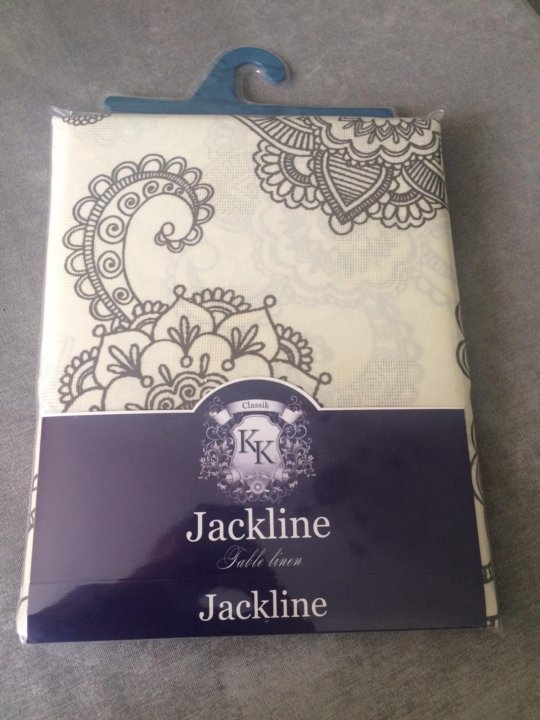 Classik
KK
Jackline
Table linen
Jackline